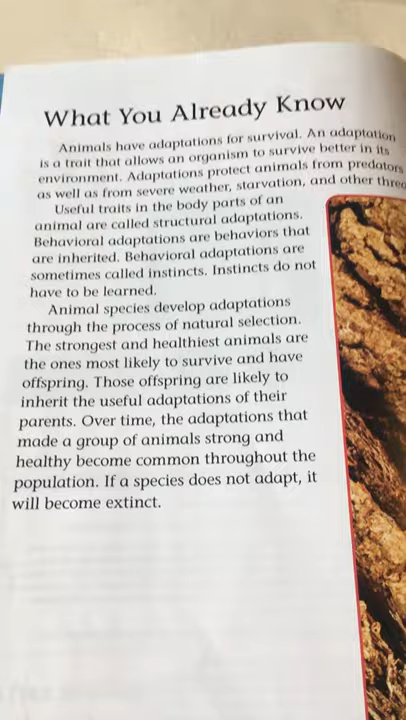 What You Already Know
Animals have adaptations for survival. An adaptation
is a trait that allows an organism to survive better in its
environment. Adaptations protect animals from predators
as well as from severe weather, starvation, and other
Useful traits in the body parts of an
animal are called structural adaptations.
Behavioral adaptations are behaviors that
are inherited. Behavioral adaptations are
sometimes called instincts. Instincts do not
have to be learned.
Animal species develop adaptations
through the process of natural selection.
The strongest and healthiest animals are
the ones most likely to survive and have
offspring. Those offspring are likely to
inherit the useful adaptations of their
parents. Over time, the adaptations that
made a group of animals strong and
healthy become common throughout the
population. If a species does not adapt, it
will become extinct.